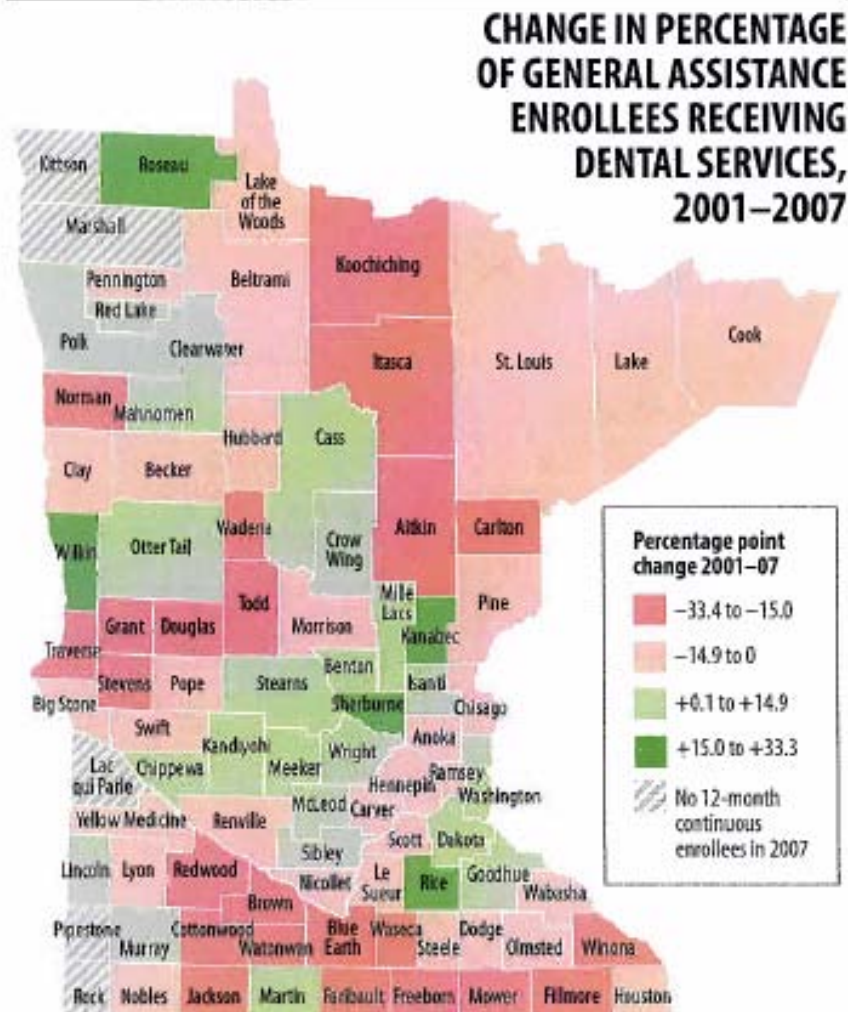 CHANGE IN PERCENTAGE
OF GENERAL ASSISTANCE
ENROLLEES RECEIVING
DENTAL SERVICES,
2001–2007
Kittson
Roseau
Lake
of the
Woods
Marshall
Koochiching
Pennington
Beltrami
Red Lake
Polk
Clearwater
Itasca
St. Louis
Lake
Cook
Norman
Mahnomen
Hubbard
Cass
Clay
Becker
Wadena
Aitkin
Carlton
Wilkin
Otter Tail
Crow
Wing
Mille
Lacs
Pine
Todd
Grant
Douglas
Morrison
Kanabec
Traverse
Benton
Stevens
Pope
Stearns
Isanti
Big Stone
Sherburne
Chisago
Swift
Anoka
Kandiyohi
Wright
Lac
qui Parle
Chippewa
Meeker
Ramsey
Hennepin
Washington
McLeod
Carver
Yellow Medicine
Renville
Scott
Dakota
Sibley
Lincoln
Lyon
Redwood
Nicollet
Le
Sueur
Rice
Goodhue
Wabasha
Brown
Pipestone
Murray
Cottonwood
Watonwan
Blue
Earth
Waseca
Steele
Dodge
Olmsted
Winona
Rock
Nobles
Jackson
Martin
Faribault
Freeborn
Mower
Fillmore
Houston
Percentage point
change 2001–07
−33.4 to −15.0
−14.9 to 0
+0.1 to +14.9
+15.0 to +33.3
No 12-month
continuous
enrollees in 2007